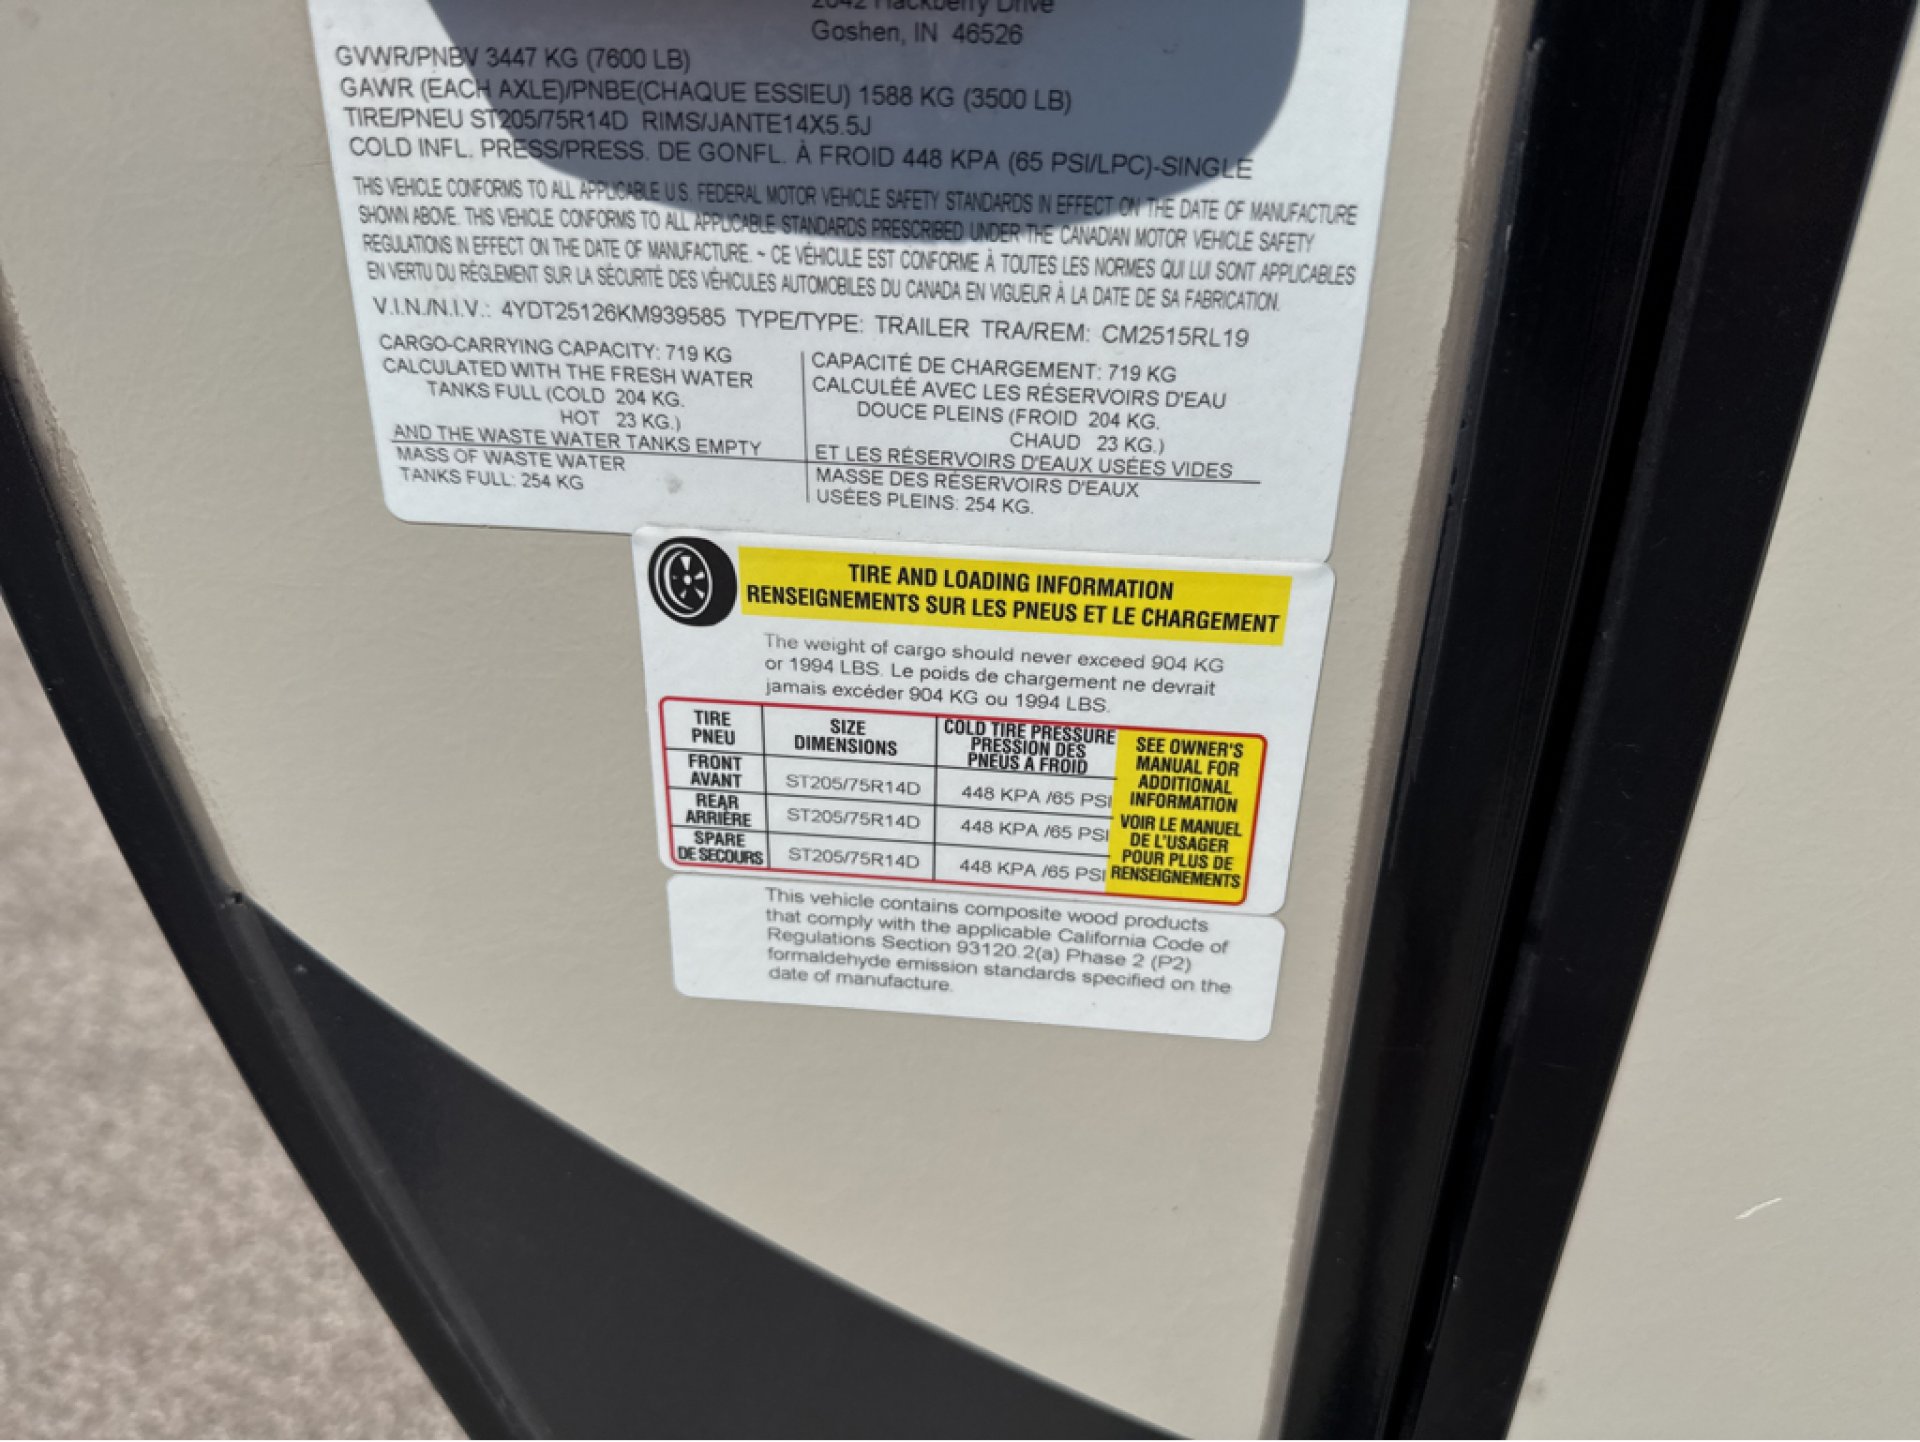 2042 Hackberry Drive
Goshen, IN 46526
GVWR/PNBV 3447 KG (7600 LB)
GAWR (EACH AXLE)/PNBE(CHAQUE ESSIEU) 1588 KG (3500 LB)
TIRE/PNEU ST205/75R14D RIMS/JANTE14X5.5J
COLD INFL. PRESS/PRESS. DE GONFL. À FROID 448 KPA (65 PSI/LPC)-SINGLE
THIS VEHICLE CONFORMS TO ALL APPLICABLE U.S. FEDERAL MOTOR VEHICLE SAFETY STANDARDS IN EFFECT ON THE DATE OF MANUFACTURE
SHOWN ABOVE. THIS VEHICLE CONFORMS TO ALL APPLICABLE STANDARDS PRESCRIBED UNDER THE CANADIAN MOTOR VEHICLE SAFETY
REGULATIONS IN EFFECT ON THE DATE OF MANUFACTURE. ~ CE VÉHICULE EST CONFORME À TOUTES LES NORMES QUI LUI SONT APPLICABLES
EN VERTU DU RÉGLEMENT SUR LA SÉCURITÉ DES VÉHICULES AUTOMOBILES DU CANADA EN VIGUEUR À LA DATE DE SA FABRICATION.
V.I.N./N.I.V.: 4YDT25126KM939585 TYPE/TYPE: TRAILER TRA/REM: CM2515RL19
CARGO-CARRYING CAPACITY: 719 KG
CALCULATED WITH THE FRESH WATER
TANKS FULL (COLD 204 KG.
HOT 23 KG.)
AND THE WASTE WATER TANKS EMPTY
MASS OF WASTE WATER
TANKS FULL: 254 KG
CAPACITÉ DE CHARGEMENT: 719 KG
CALCULÉÉ AVEC LES RÉSERVOIRS D'EAU
DOUCE PLEINS (FROID 204 KG.
CHAUD 23 KG.)
ET LES RÉSERVOIRS D'EAUX USÉES VIDES
MASSE DES RÉSERVOIRS D'EAUX
USÉES PLEINS: 254 KG.
TIRE AND LOADING INFORMATION
RENSEIGNEMENTS SUR LES PNEUS ET LE CHARGEMENT
The weight of cargo should never exceed 904 KG
or 1994 LBS. Le poids de chargement ne devrait
jamais excéder 904 KG ou 1994 LBS.
TIRE
PNEU
SIZE
DIMENSIONS
COLD TIRE PRESSURE
PRESSION DES
PNEUS A FROID
FRONT
AVANT
ST205/75R14D
448 KPA /65 PSI
REAR
ARRIÈRE
ST205/75R14D
448 KPA /65 PSI
SPARE
DE SECOURS
ST205/75R14D
448 KPA /65 PSI
SEE OWNER'S
MANUAL FOR
ADDITIONAL
INFORMATION
VOIR LE MANUEL
DE L'USAGER
POUR PLUS DE
RENSEIGNEMENTS
This vehicle contains composite wood products
that comply with the applicable California Code of
Regulations Section 93120.2(a) Phase 2 (P2)
formaldehyde emission standards specified on the
date of manufacture.